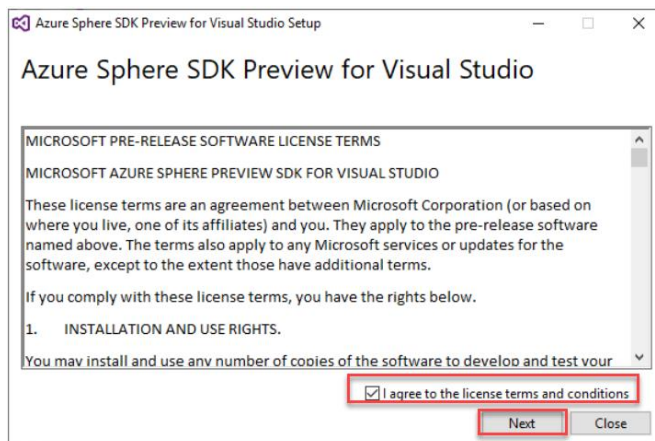 Azure Sphere SDK Preview for Visual Studio Setup
Azure Sphere SDK Preview for Visual Studio
MICROSOFT PRE-RELEASE SOFTWARE LICENSE TERMS
MICROSOFT AZURE SPHERE PREVIEW SDK FOR VISUAL STUDIO
These license terms are an agreement between Microsoft Corporation (or based on
where you live, one of its affiliates) and you. They apply to the pre-release software
named above. The terms also apply to any Microsoft services or updates for the
software, except to the extent those have additional terms.
If you comply with these license terms, you have the rights below.
1. INSTALLATION AND USE RIGHTS.
You may install and use any number of copies of the software to develop and test your
I agree to the license terms and conditions
Next Close